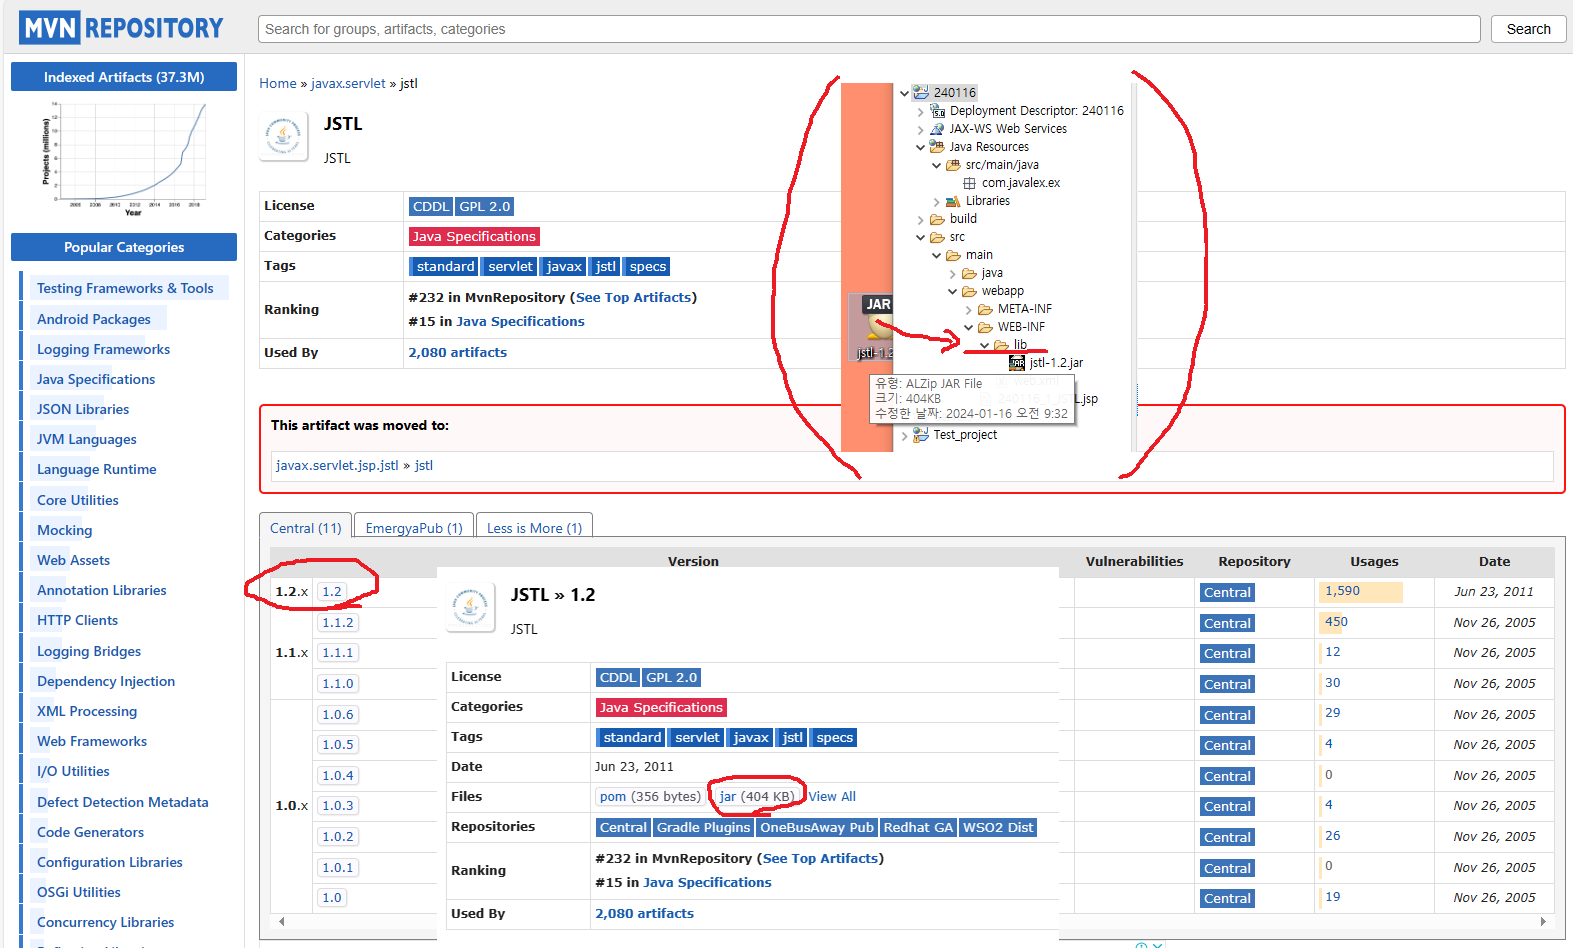 MVN REPOSITORY
Search for groups, artifacts, categories
Search
Indexed Artifacts (37.3M)
Projects (millions)
14
12
10
8
6
4
2
0
2006 2008 2010 2012 2014 2016 2018
Year
Popular Categories
Testing Frameworks & Tools
Android Packages
Logging Frameworks
Java Specifications
JSON Libraries
JVM Languages
Language Runtime
Core Utilities
Mocking
Web Assets
Annotation Libraries
HTTP Clients
Logging Bridges
Dependency Injection
XML Processing
Web Frameworks
I/O Utilities
Defect Detection Metadata
Code Generators
Configuration Libraries
OSGi Utilities
Concurrency Libraries
Home » javax.servlet » jstl
JSTL
JSTL
License CDDL GPL 2.0
Categories Java Specifications
Tags standard servlet javax jstl specs
Ranking #232 in MvnRepository (See Top Artifacts)
#15 in Java Specifications
Used By 2,080 artifacts
240116
Deployment Descriptor: 240116
JAX-WS Web Services
Java Resources
src/main/java
com.javalex.ex
Libraries
build
src
main
java
webapp
META-INF
WEB-INF
lib
jstl-1.2.jar
JAR
jstl-1.2
유형: ALZip JAR File
크기: 404KB
수정한 날짜: 2024-01-16 오전 9:32
.jsp
Test_project
This artifact was moved to:
javax.servlet.jsp.jstl » jstl
Central (11) EmergyaPub (1) Less is More (1)
Version Vulnerabilities Repository Usages Date
1.2.x 1.2 Central 1,590 Jun 23, 2011
1.1.2 Central 450 Nov 26, 2005
1.1.x 1.1.1 Central 12 Nov 26, 2005
1.1.0 Central 30 Nov 26, 2005
1.0.6 Central 29 Nov 26, 2005
1.0.5 Central 4 Nov 26, 2005
1.0.4 Central 0 Nov 26, 2005
1.0.x 1.0.3 Central 4 Nov 26, 2005
1.0.2 Central 26 Nov 26, 2005
1.0.1 Central 0 Nov 26, 2005
1.0 Central 19 Nov 26, 2005
JSTL » 1.2
JSTL
License CDDL GPL 2.0
Categories Java Specifications
Tags standard servlet javax jstl specs
Date Jun 23, 2011
Files pom (356 bytes) jar (404 KB) View All
Repositories Central Gradle Plugins OneBusAway Pub Redhat GA WSO2 Dist
Ranking #232 in MvnRepository (See Top Artifacts)
#15 in Java Specifications
Used By 2,080 artifacts